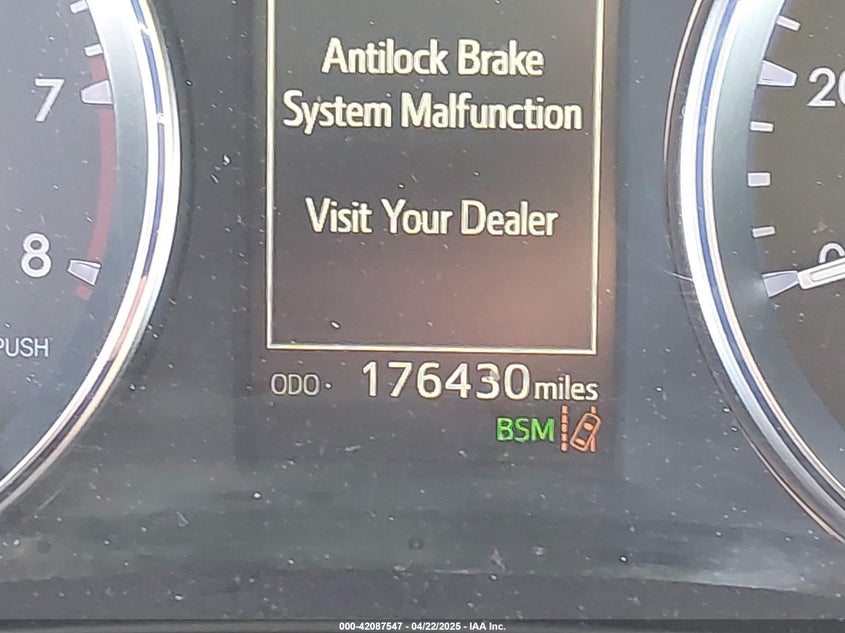 Antilock Brake
System Malfunction
Visit Your Dealer
7
8
PUSH
20
0
ODO 176430 miles
BSM
000-42087547 - 04/22/2025 - IAA Inc.